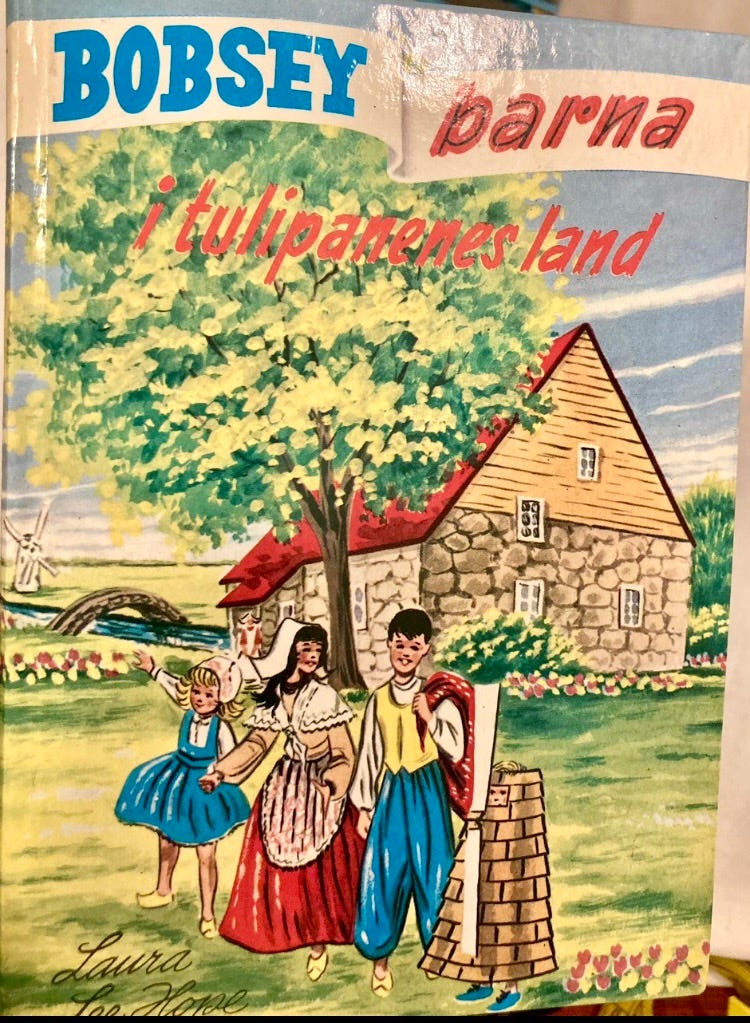 BOBSEY
barna
i tulipanenes land
Laura
Lee Hope